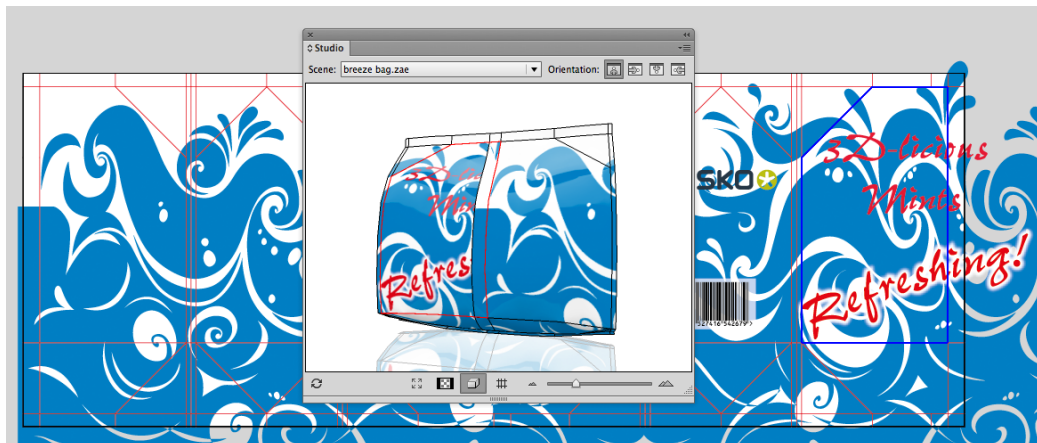 Studio
Scene: breeze bag.zae
Orientation:
3D-licious
Mints
Refreshing!
SKO
Refres